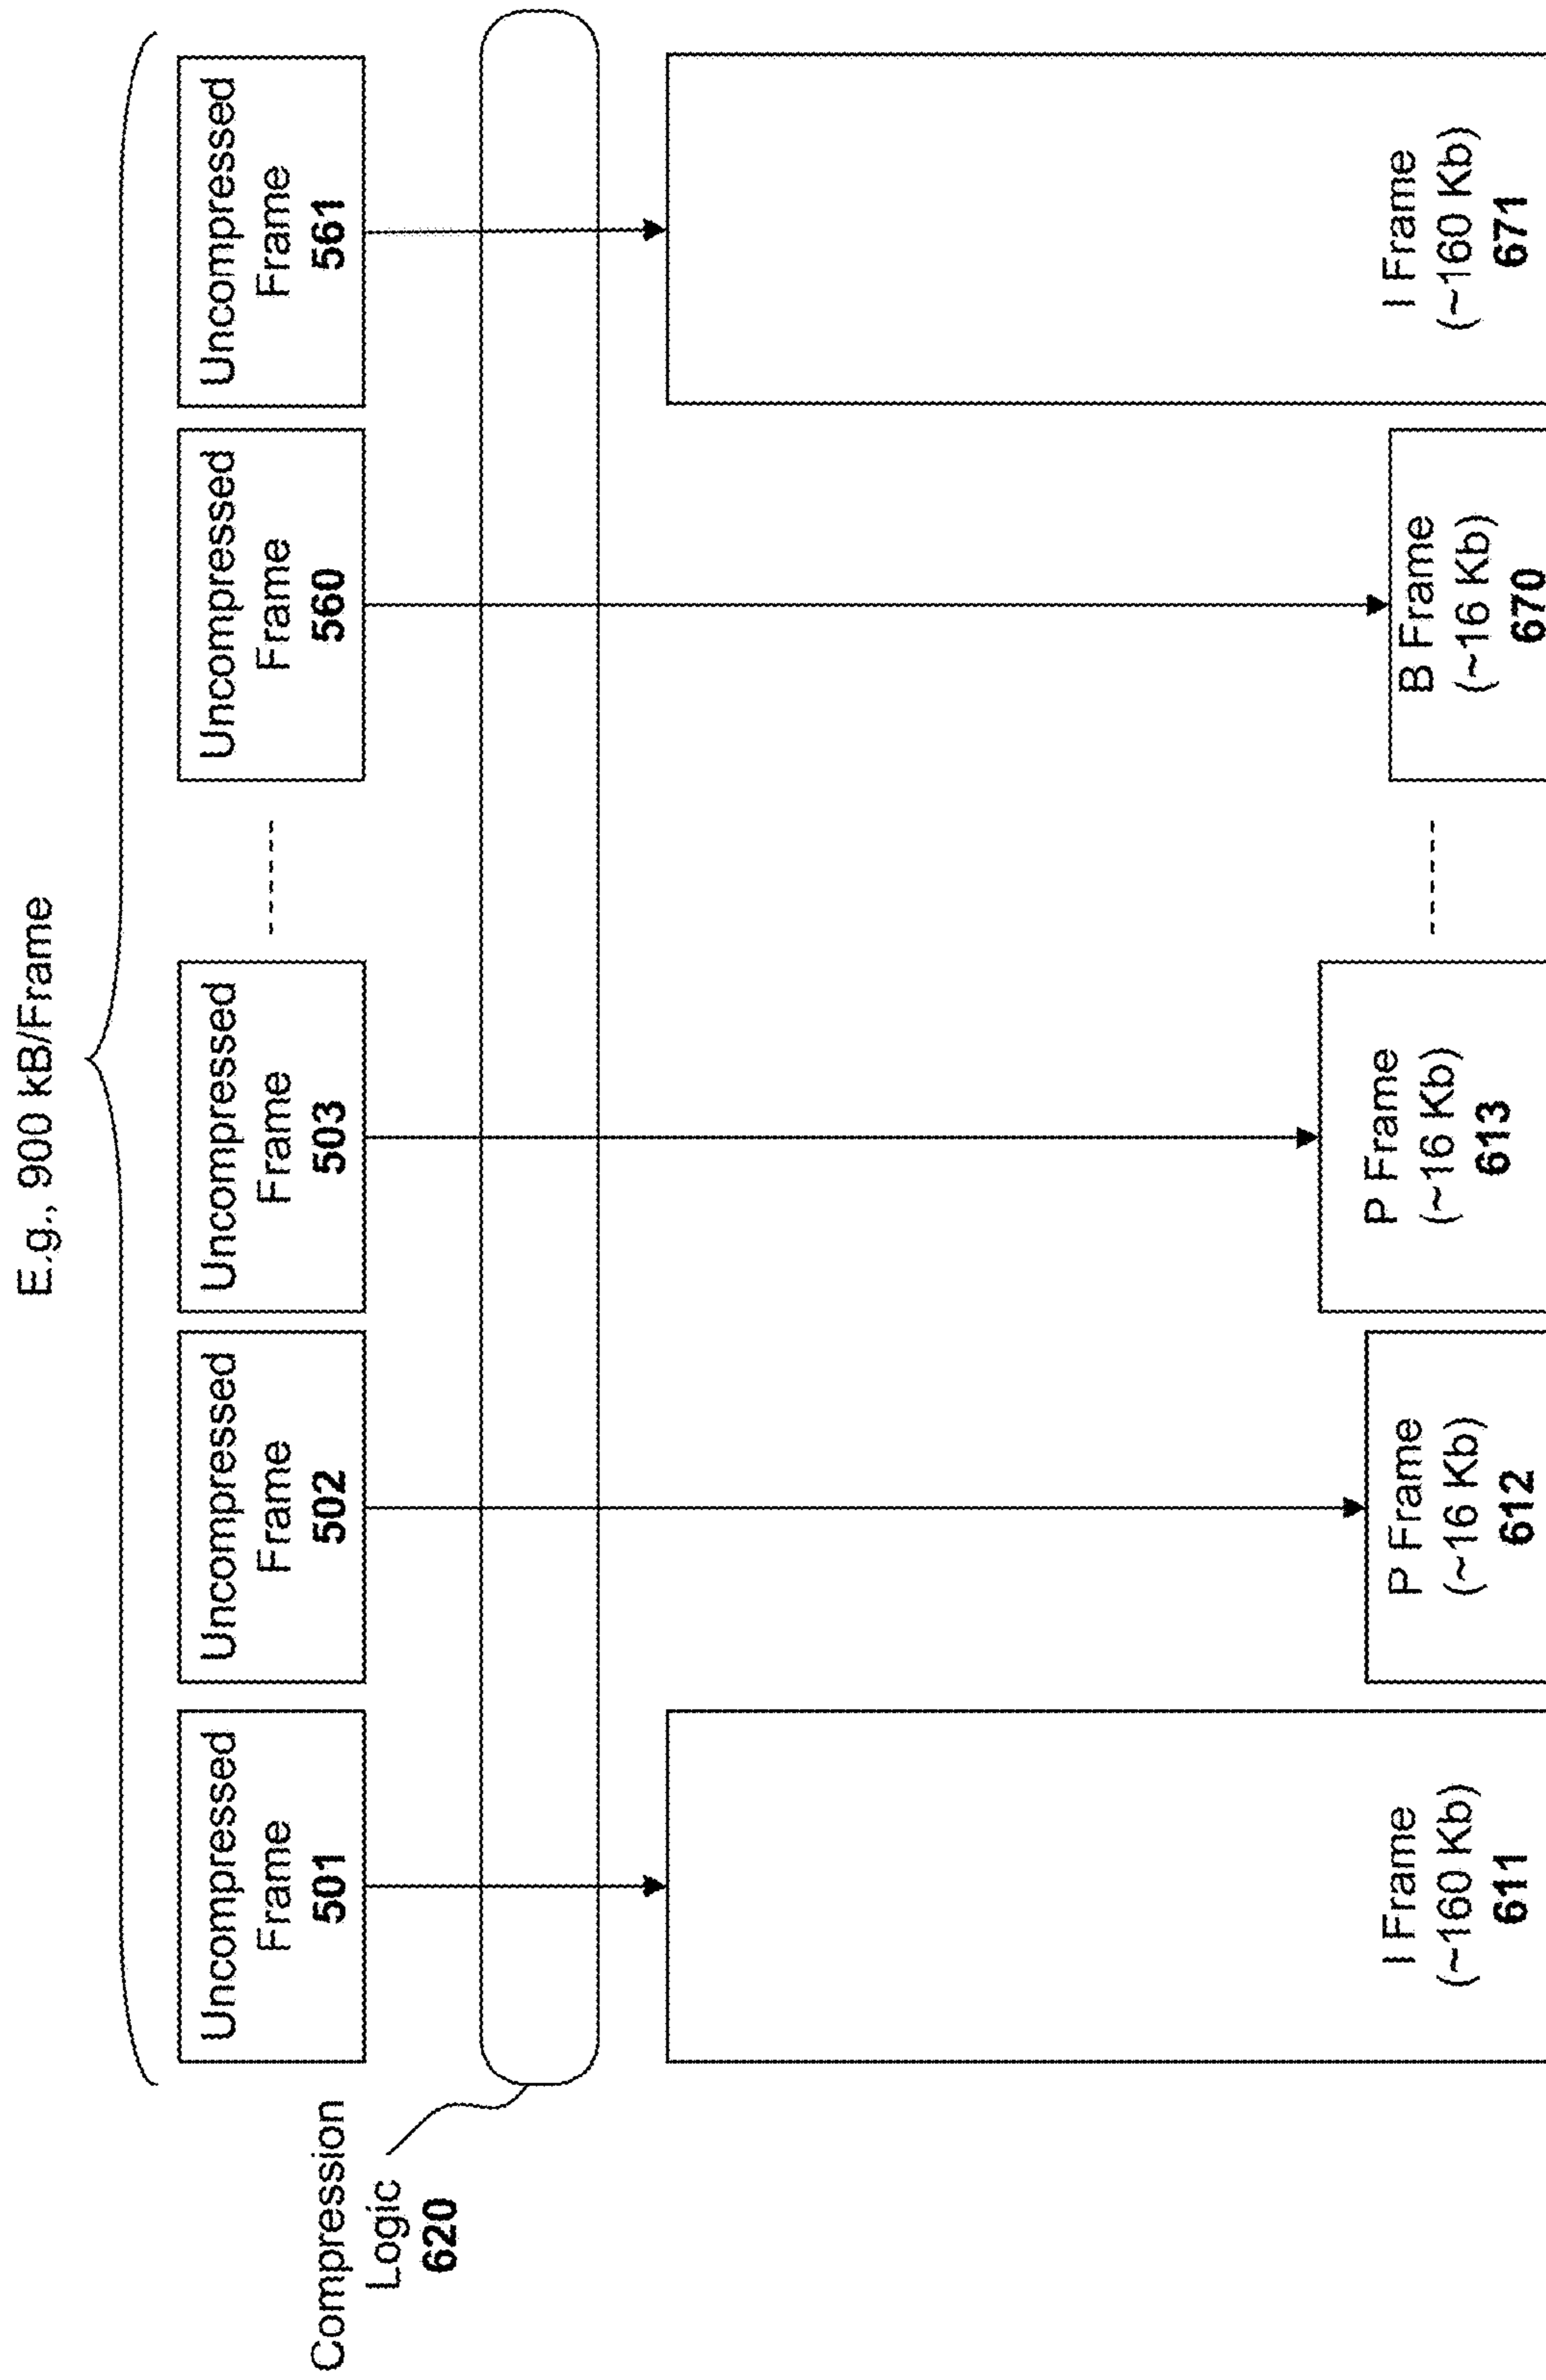 E.g., 900 kB/Frame
Uncompressed
Frame
501
Uncompressed
Frame
502
Uncompressed
Frame
503
------
Uncompressed
Frame
560
Uncompressed
Frame
561
Compression
Logic
620
I Frame
(~160 Kb)
611
P Frame
(~16 Kb)
612
P Frame
(~16 Kb)
613
------
B Frame
(~16 Kb)
670
I Frame
(~160 Kb)
671